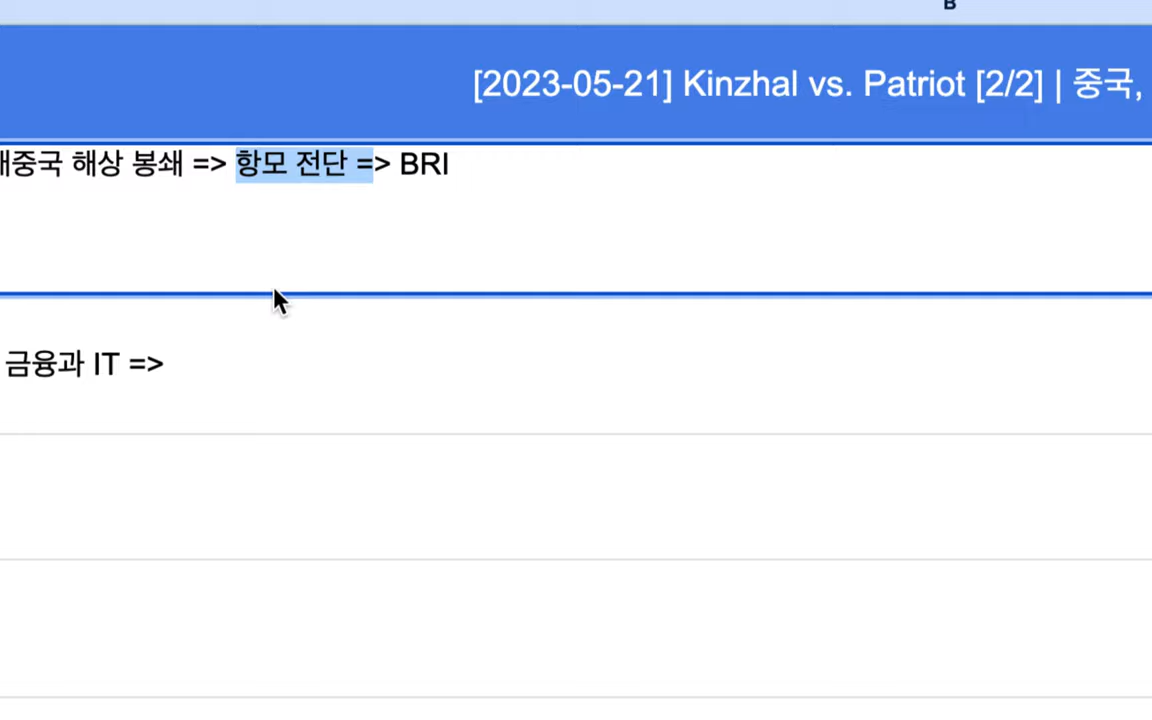 B
[2023-05-21] Kinzhal vs. Patriot [2/2] | 중국,
대중국 해상 봉쇄 => 항모 전단 => BRI
금융과 IT =>